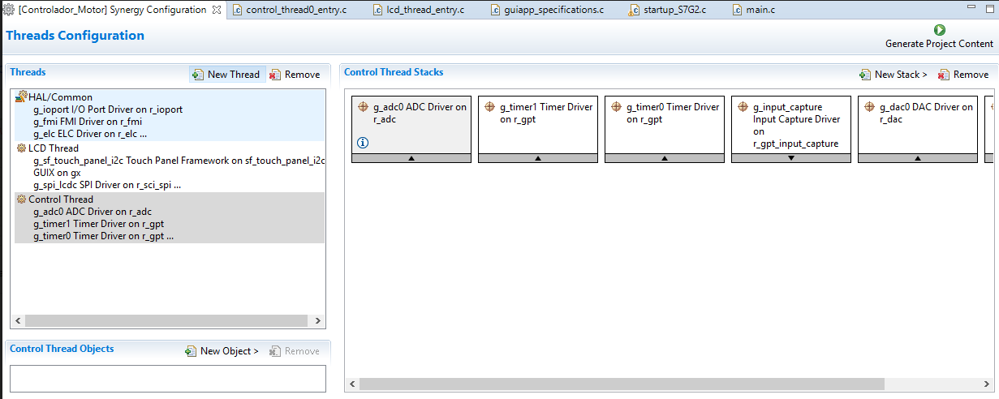 [Controlador_Motor] Synergy Configuration
control_thread0_entry.c
lcd_thread_entry.c
guiapp_specifications.c
startup_S7G2.c
main.c
Threads Configuration
Generate Project Content
Threads
New Thread
Remove
HAL/Common
g_ioport I/O Port Driver on r_ioport
g_fmi FMI Driver on r_fmi
g_elc ELC Driver on r_elc ...
LCD Thread
g_sf_touch_panel_i2c Touch Panel Framework on sf_touch_panel_i2c
GUIX on gx
g_spi_lcdc SPI Driver on r_sci_spi ...
Control Thread
g_adc0 ADC Driver on r_adc
g_timer1 Timer Driver on r_gpt
g_timer0 Timer Driver on r_gpt ...
Control Thread Objects
New Object >
Remove
Control Thread Stacks
New Stack >
Remove
g_adc0 ADC Driver on
r_adc
g_timer1 Timer Driver
on r_gpt
g_timer0 Timer Driver
on r_gpt
g_input_capture
Input Capture Driver
on
r_gpt_input_capture
g_dac0 DAC Driver on
r_dac